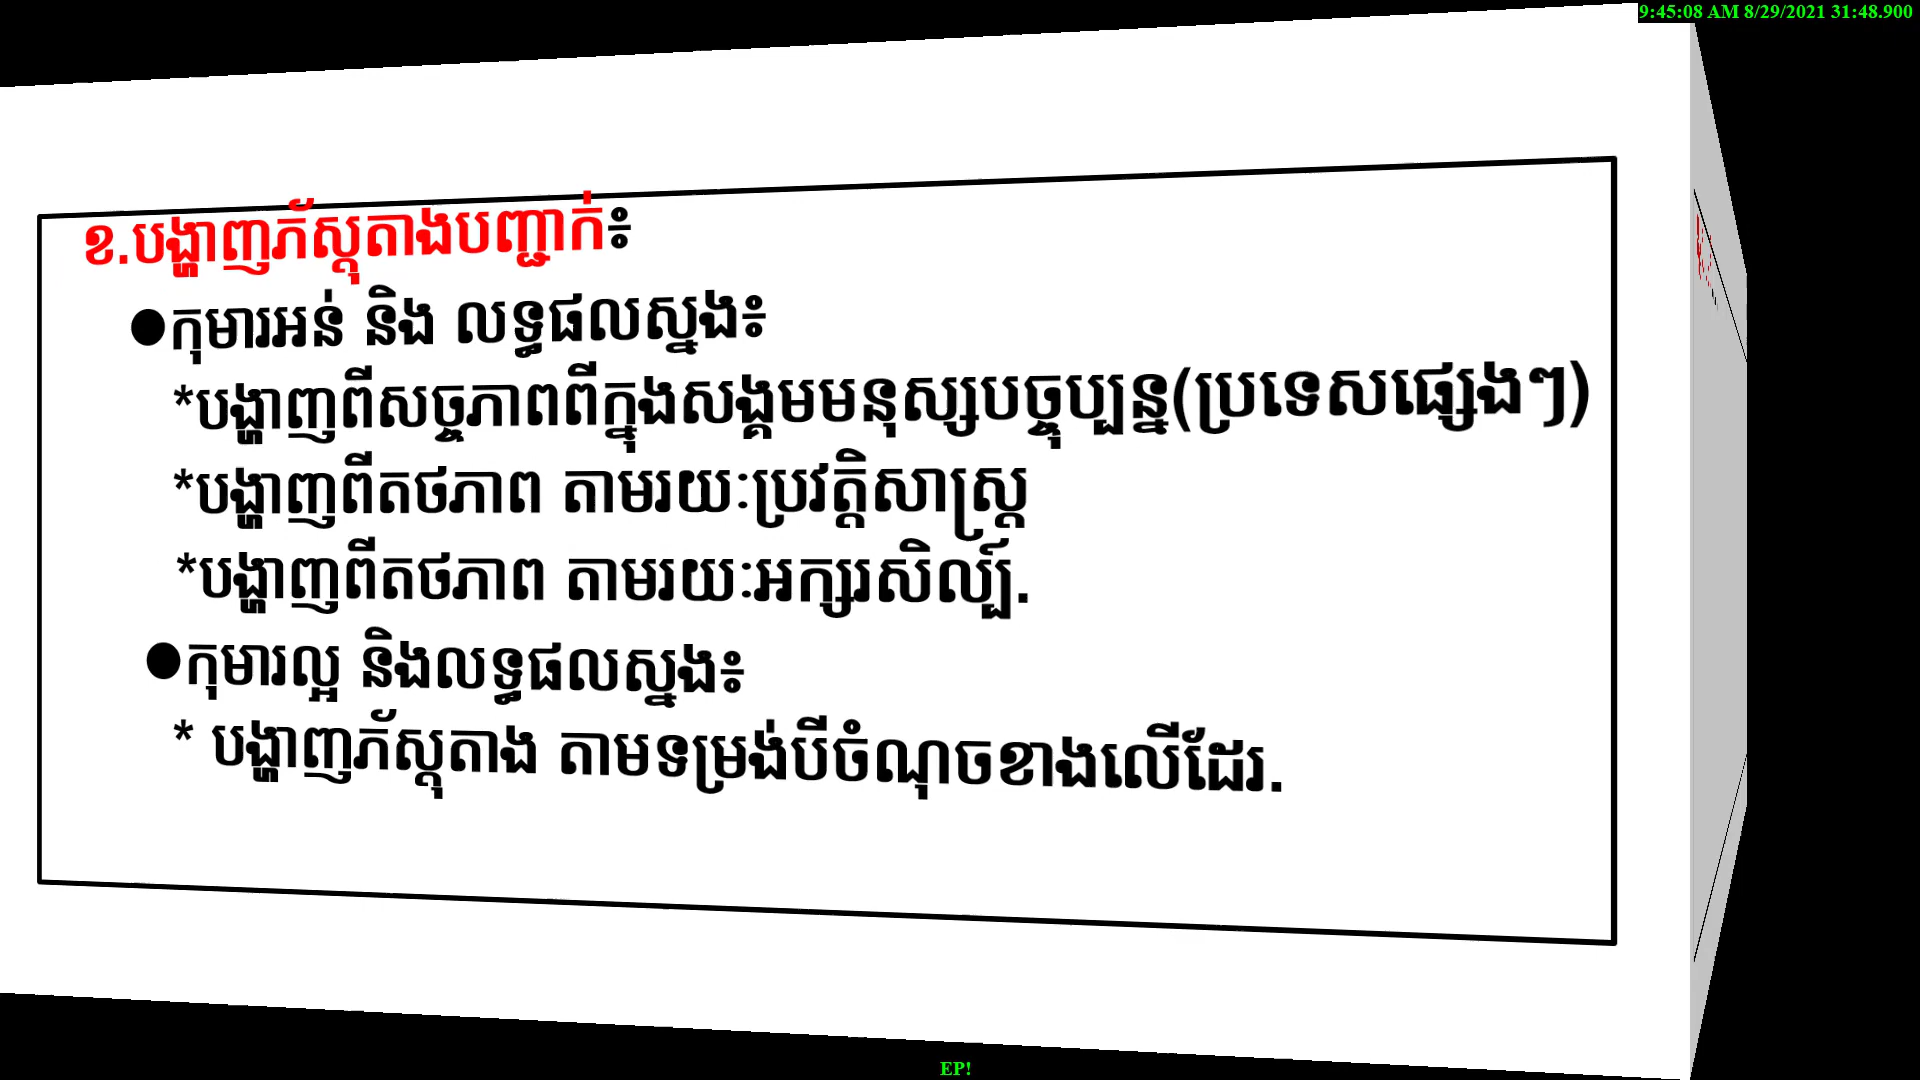 9:45:08 AM 8/29/2021 31:48.900
ខ.បង្ហាញភ័ស្តុតាងបញ្ជាក់៖
●កុមារអន់ និង លទ្ធផលស្នង៖
*បង្ហាញពីសច្ចភាពពីក្នុងសង្គមមនុស្សបច្ចុប្បន្ន(ប្រទេសផ្សេងៗ)
*បង្ហាញពីតថភាព តាមរយៈប្រវត្តិសាស្ត្រ
*បង្ហាញពីតថភាព តាមរយៈអក្សរសិល្ប៍.
●កុមារល្អ និងលទ្ធផលស្នង៖
* បង្ហាញភ័ស្តុតាង តាមទម្រង់បីចំណុចខាងលើដែរ.
EP!